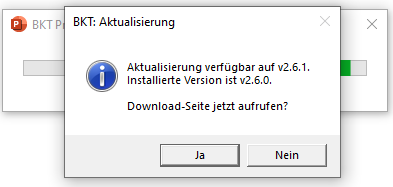 BKT P
BKT: Aktualisierung
Aktualisierung verfügbar auf v2.6.1.
Installierte Version ist v2.6.0.
Download-Seite jetzt aufrufen?
Ja
Nein